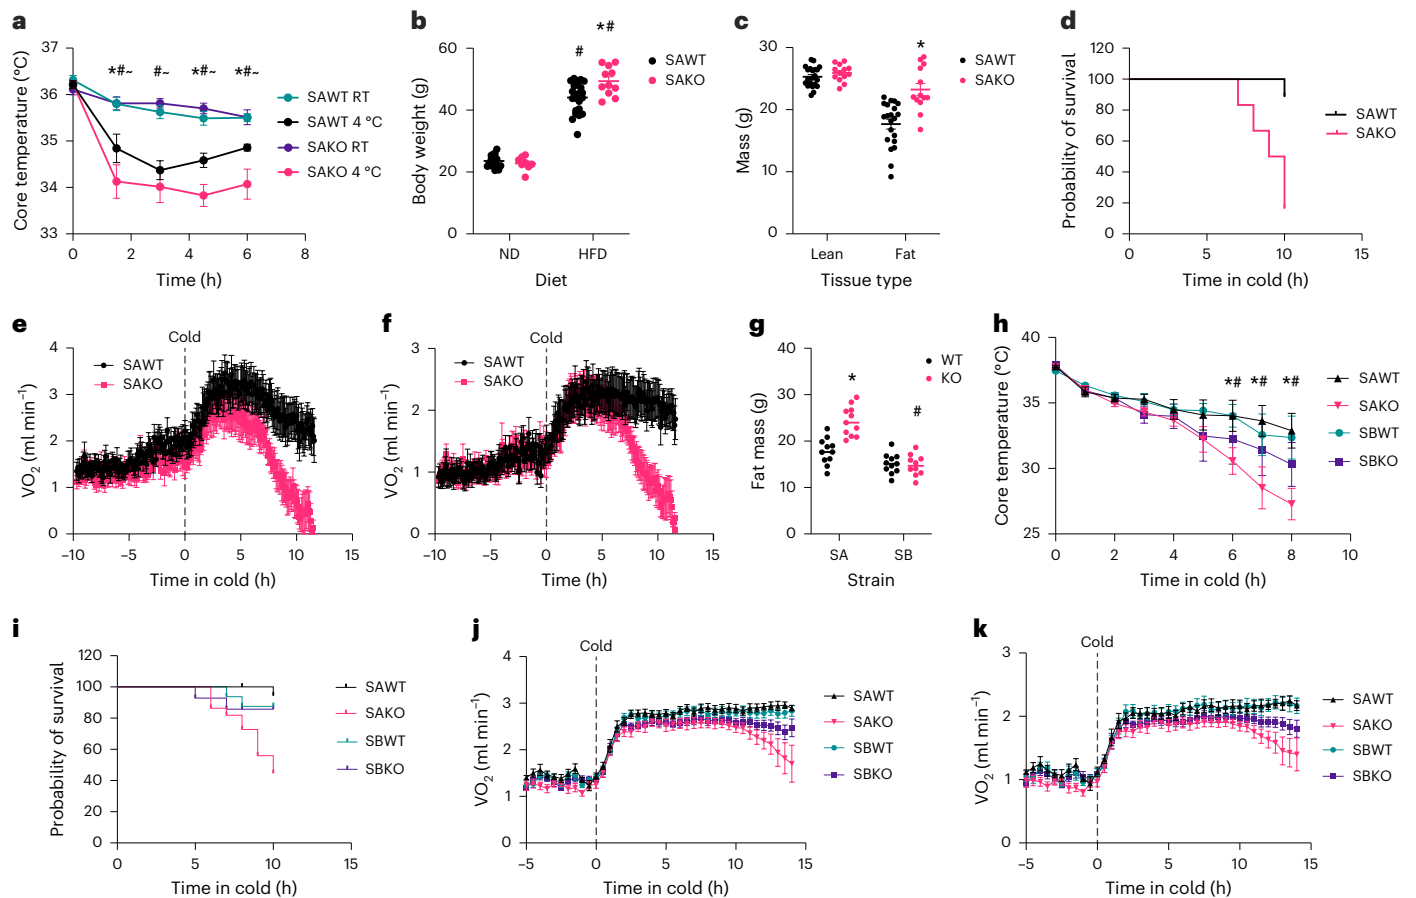 a
37
36
35
34
33
Core temperature (°C)
*#~
#~
*#~
*#~
SAWT RT
SAWT 4 °C
SAKO RT
SAKO 4 °C
0
2
4
6
8
Time (h)
b
60
40
20
0
Body weight (g)
#
*#
SAWT
SAKO
ND
HFD
Diet
c
30
20
10
0
Mass (g)
*
SAWT
SAKO
Lean
Fat
Tissue type
d
120
100
80
60
40
20
0
Probability of survival
SAWT
SAKO
0
5
10
15
Time in cold (h)
e
Cold
4
3
2
1
0
VO2 (ml min−1)
SAWT
SAKO
−10
−5
0
5
10
15
Time in cold (h)
f
Cold
3
2
1
0
VO2 (ml min−1)
SAWT
SAKO
−10
−5
0
5
10
15
Time (h)
g
40
30
20
10
0
Fat mass (g)
*
#
WT
KO
SA
SB
Strain
h
40
35
30
25
Core temperature (°C)
*#
*#
*#
SAWT
SAKO
SBWT
SBKO
0
2
4
6
8
10
Time in cold (h)
i
120
100
80
60
40
20
0
Probability of survival
SAWT
SAKO
SBWT
SBKO
0
5
10
15
Time in cold (h)
j
Cold
4
3
2
1
0
VO2 (ml min−1)
SAWT
SAKO
SBWT
SBKO
−5
0
5
10
15
Time in cold (h)
k
Cold
3
2
1
0
VO2 (ml min−1)
SAWT
SAKO
SBWT
SBKO
−5
0
5
10
15
Time in cold (h)